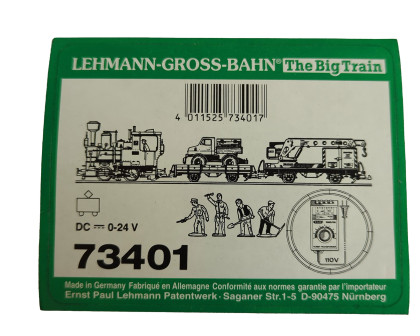 LEHMANN-GROSS-BAHN® The Big Train
4 011525 734017
DC 0-24 V
110V
73401
Made in Germany Fabriqué en Allemagne Conformité aux normes garantie par l'importateur
Ernst Paul Lehmann Patentwerk - Saganer Str.1-5 D-90475 Nürnberg